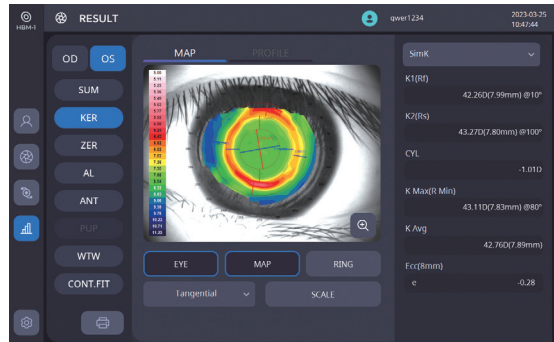 HBM-1
RESULT
qwer1234
2023-03-25
10:47:44
OD
OS
SUM
KER
ZER
AL
ANT
PUP
WTW
CONT.FIT
MAP
PROFILE
EYE
MAP
RING
Tangential
SCALE
SimK
K1(Rf)
42.26D(7.99mm) @10°
K2(Rs)
43.27D(7.80mm) @100°
CYL
-1.01D
K Max(R Min)
43.11D(7.83mm) @80°
K Avg
42.76D(7.89mm)
Ecc(8mm)
e
-0.28